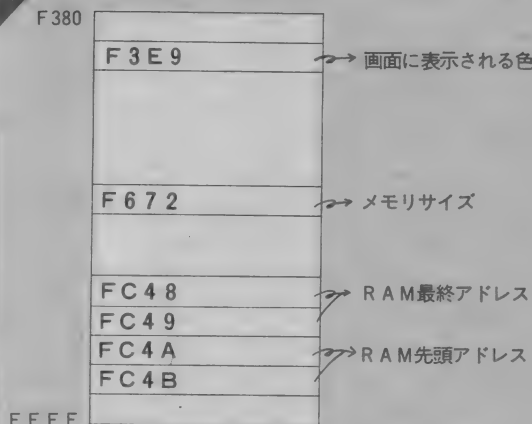 F380
F3E9 画面に表示される色
F672 メモリサイズ
FC48 RAM最終アドレス
FC49
FC4A RAM先頭アドレス
FC4B
FFFF